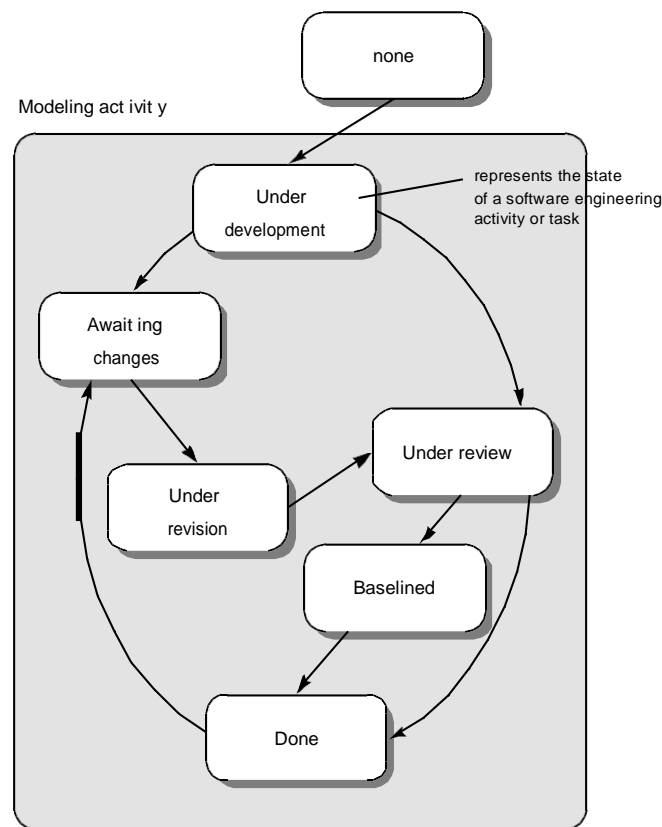 none
Modeling act ivit y
represents the state
of a software engineering
activity or task
Under
development
Await ing
changes
Under review
Under
revision
Baselined
Done